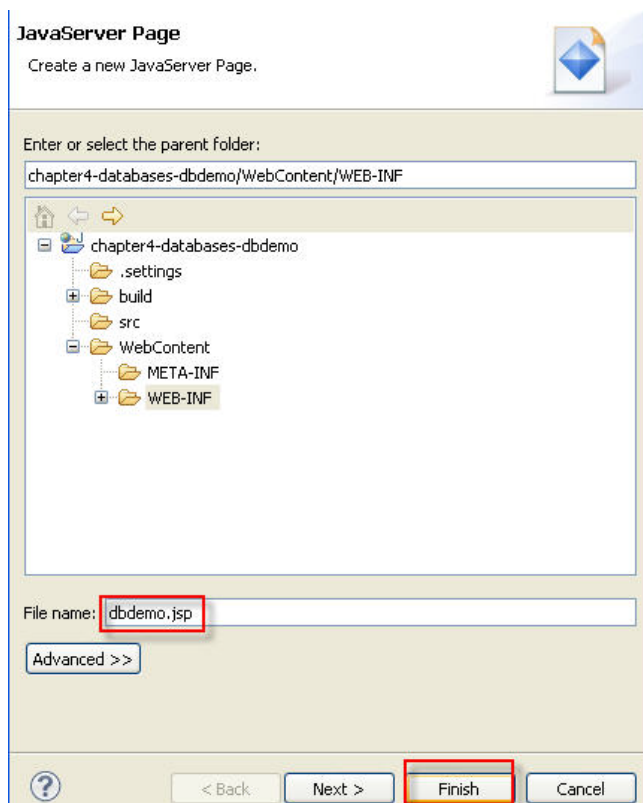 JavaServer Page
Create a new JavaServer Page.
Enter or select the parent folder:
chapter4-databases-dbdemo/WebContent/WEB-INF
chapter4-databases-dbdemo
.settings
build
src
WebContent
META-INF
WEB-INF
File name: dbdemo.jsp
Advanced >>
? < Back Next > Finish Cancel